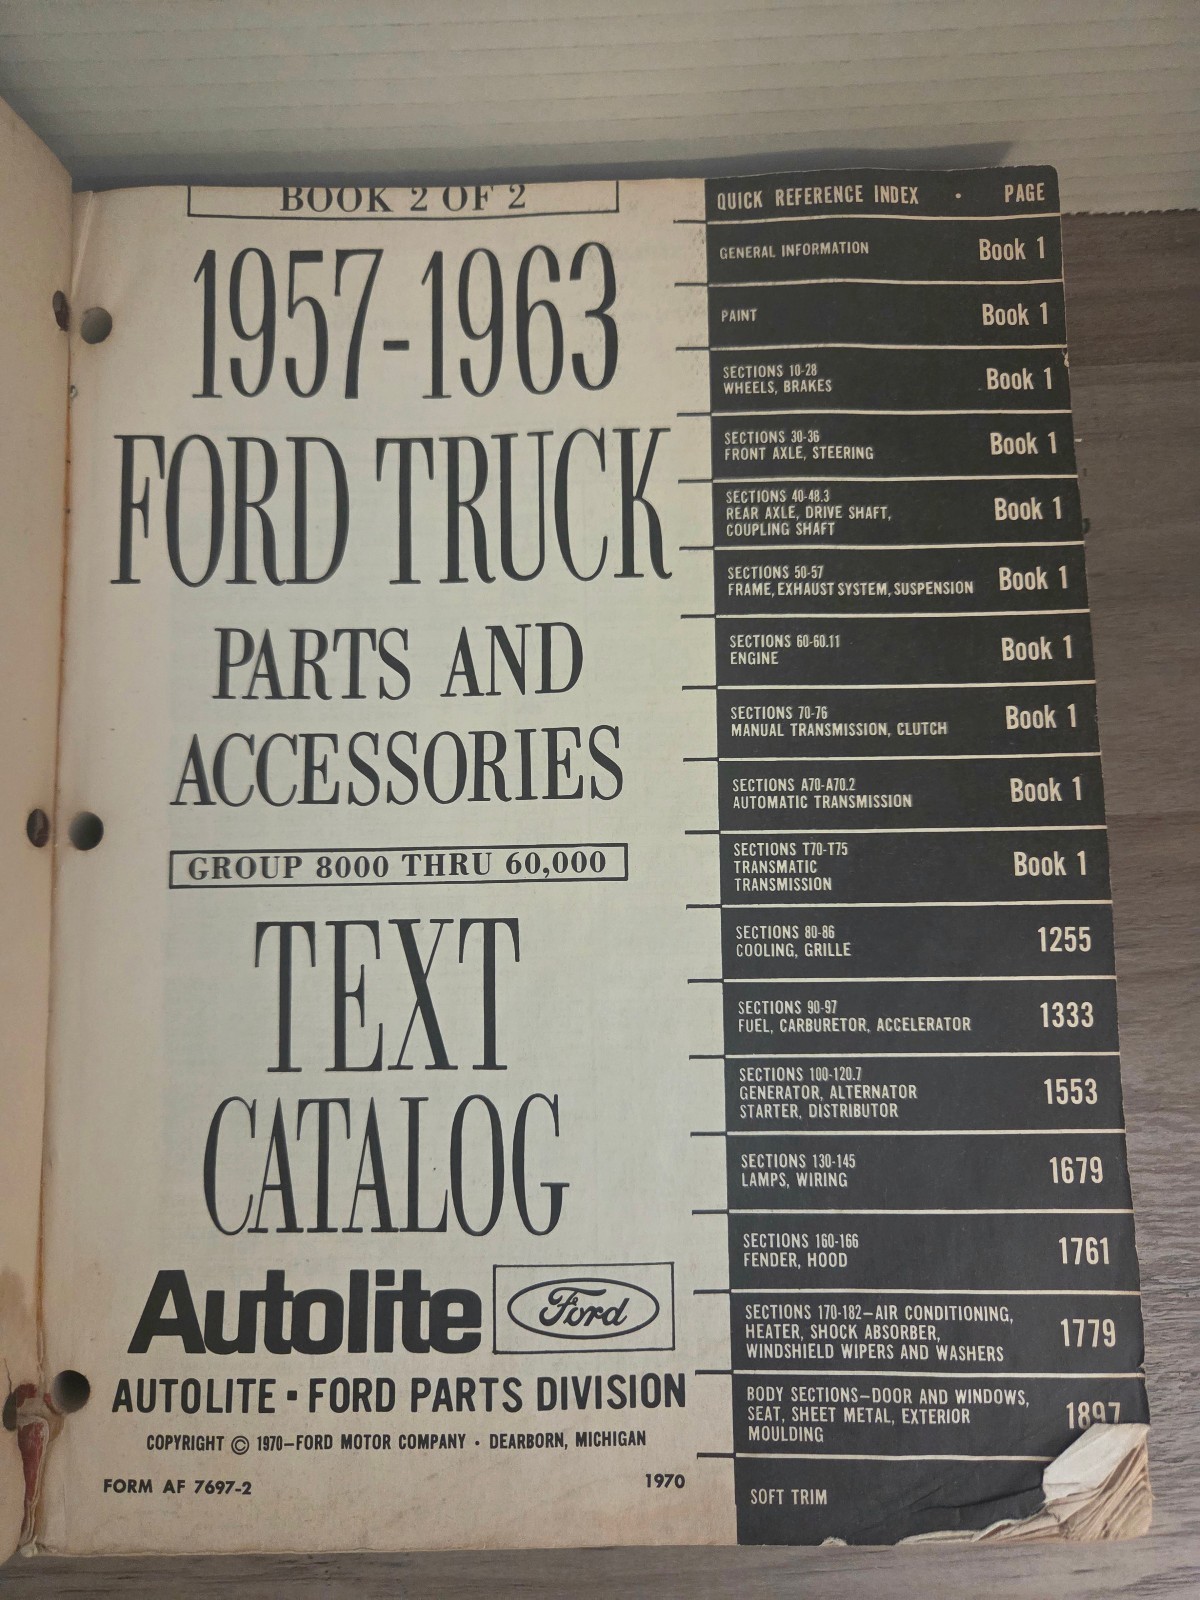 BOOK 2 OF 2
1957-1963
FORD TRUCK
PARTS AND
ACCESSORIES
GROUP 8000 THRU 60,000
TEXT
CATALOG
Autolite Ford
AUTOLITE - FORD PARTS DIVISION
COPYRIGHT © 1970—FORD MOTOR COMPANY • DEARBORN, MICHIGAN
FORM AF 7697-2 1970
QUICK REFERENCE INDEX • PAGE
GENERAL INFORMATION Book 1
PAINT Book 1
SECTIONS 10-28
WHEELS, BRAKES Book 1
SECTIONS 30-36
FRONT AXLE, STEERING Book 1
SECTIONS 40-48.3
REAR AXLE, DRIVE SHAFT, Book 1
COUPLING SHAFT
SECTIONS 50-57
FRAME, EXHAUST SYSTEM, SUSPENSION Book 1
SECTIONS 60-60.11
ENGINE Book 1
SECTIONS 70-76
MANUAL TRANSMISSION, CLUTCH Book 1
SECTIONS A70-A70.2
AUTOMATIC TRANSMISSION Book 1
SECTIONS T70-T75
TRANSMATIC Book 1
TRANSMISSION
SECTIONS 80-86
COOLING, GRILLE 1255
SECTIONS 90-97
FUEL, CARBURETOR, ACCELERATOR 1333
SECTIONS 100-120.7
GENERATOR, ALTERNATOR 1553
STARTER, DISTRIBUTOR
SECTIONS 130-145
LAMPS, WIRING 1679
SECTIONS 160-166
FENDER, HOOD 1761
SECTIONS 170-182—AIR CONDITIONING,
HEATER, SHOCK ABSORBER, 1779
WINDSHIELD WIPERS AND WASHERS
BODY SECTIONS—DOOR AND WINDOWS,
SEAT, SHEET METAL, EXTERIOR 1897
MOULDING
SOFT TRIM